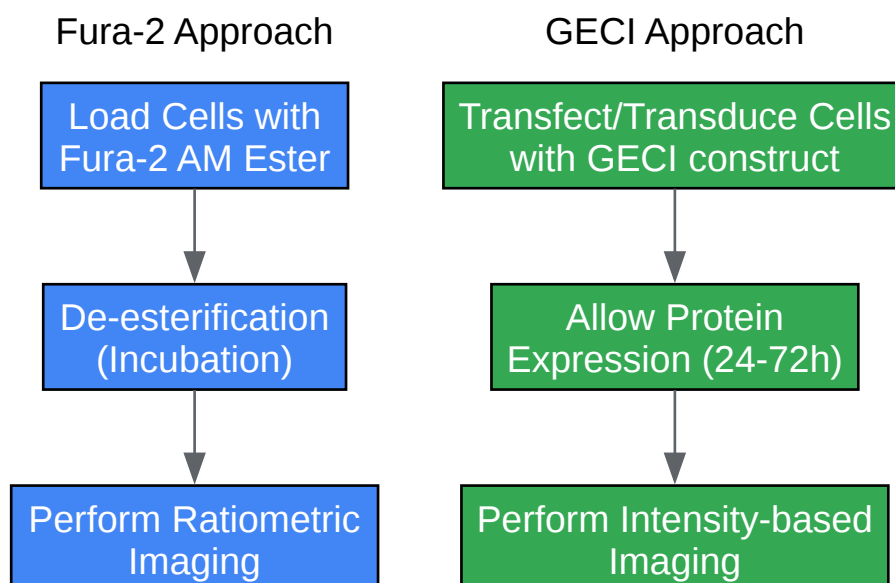 Fura-2 Approach
Load Cells with
Fura-2 AM Ester
De-esterification
(Incubation)
Perform Ratiometric
Imaging
GECI Approach
Transfect/Transduce Cells
with GECI construct
Allow Protein
Expression (24-72h)
Perform Intensity-based
Imaging